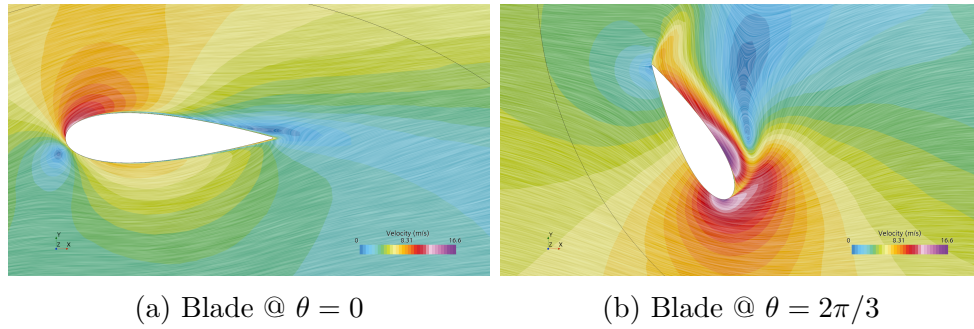 Y
Z X
Velocity (m/s)
0 8.31 16.6
Y
Z X
Velocity (m/s)
0 8.31 16.6
(a) Blade @ θ = 0
(b) Blade @ θ = 2π/3